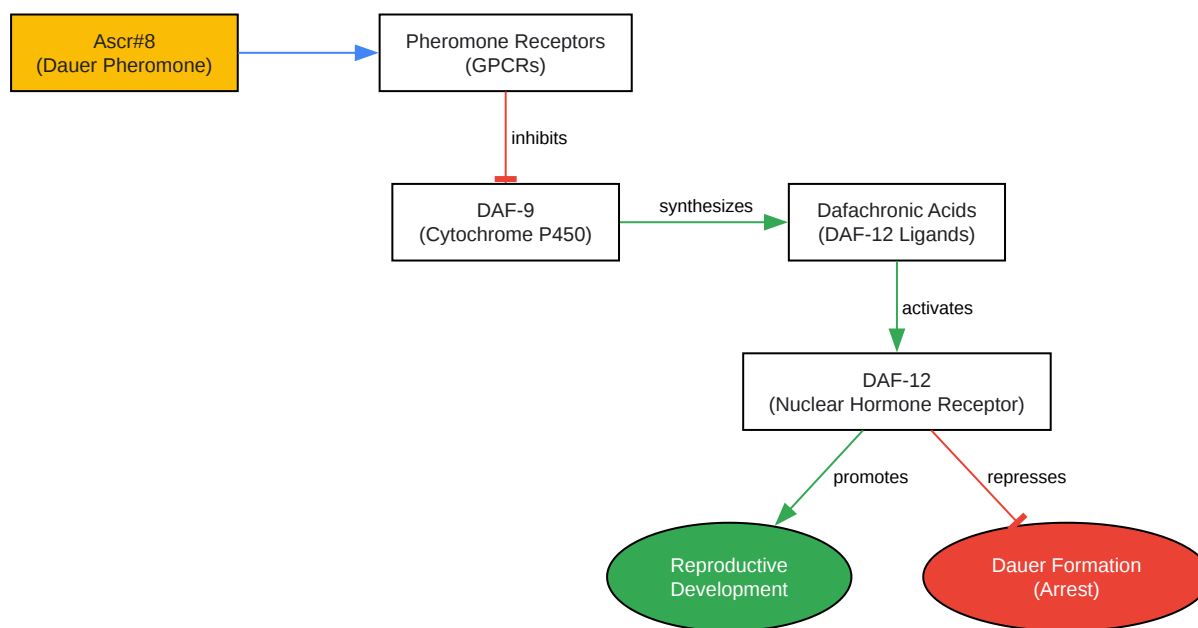 Ascr#8
(Dauer Pheromone)
Pheromone Receptors
(GPCRs)
inhibits
DAF-9
(Cytochrome P450)
synthesizes
Dafachronic Acids
(DAF-12 Ligands)
activates
DAF-12
(Nuclear Hormone Receptor)
promotes
represses
Reproductive
Development
Dauer Formation
(Arrest)